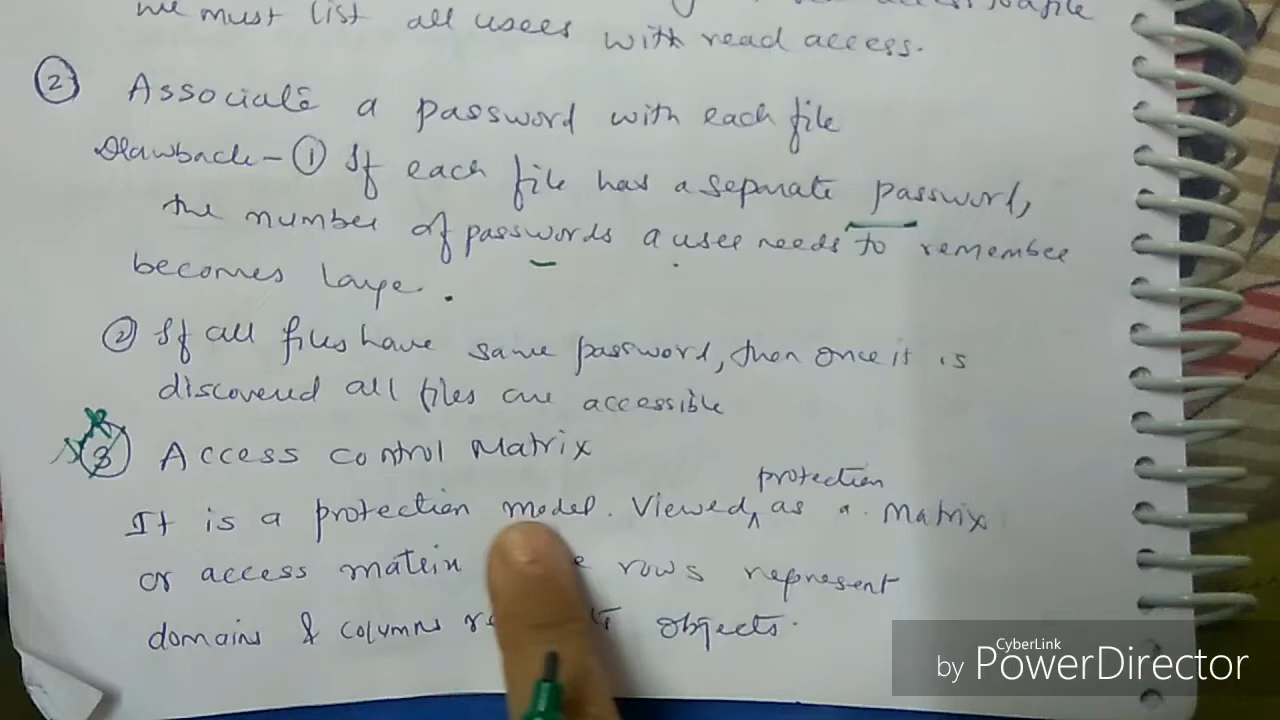 we must list all users with read access.
② Associate a password with each file
Drawback - ① If each file has a separate password,
the number of passwords a user needs to remember
becomes large.
② If all files have same password, then once it is
discovered all files are accessible
③ Access control Matrix
protection
It is a protection model. Viewed ^ as a Matrix
or access matrix rows represent
domains & columns objects.
CyberLink
by PowerDirector